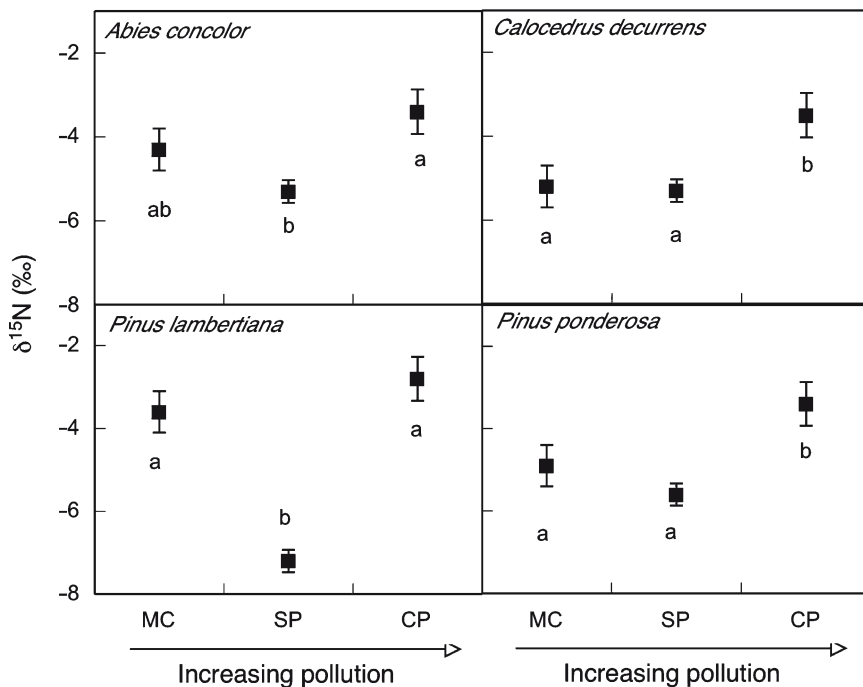 Abies concolor
Calocedrus decurrens
−2
−4
−6
−8
a
ab
b
b
a
a
Pinus lambertiana
Pinus ponderosa
−2
−4
−6
−8
a
a
b
b
a
a
δ15N (‰)
MC SP CP
MC SP CP
Increasing pollution
Increasing pollution